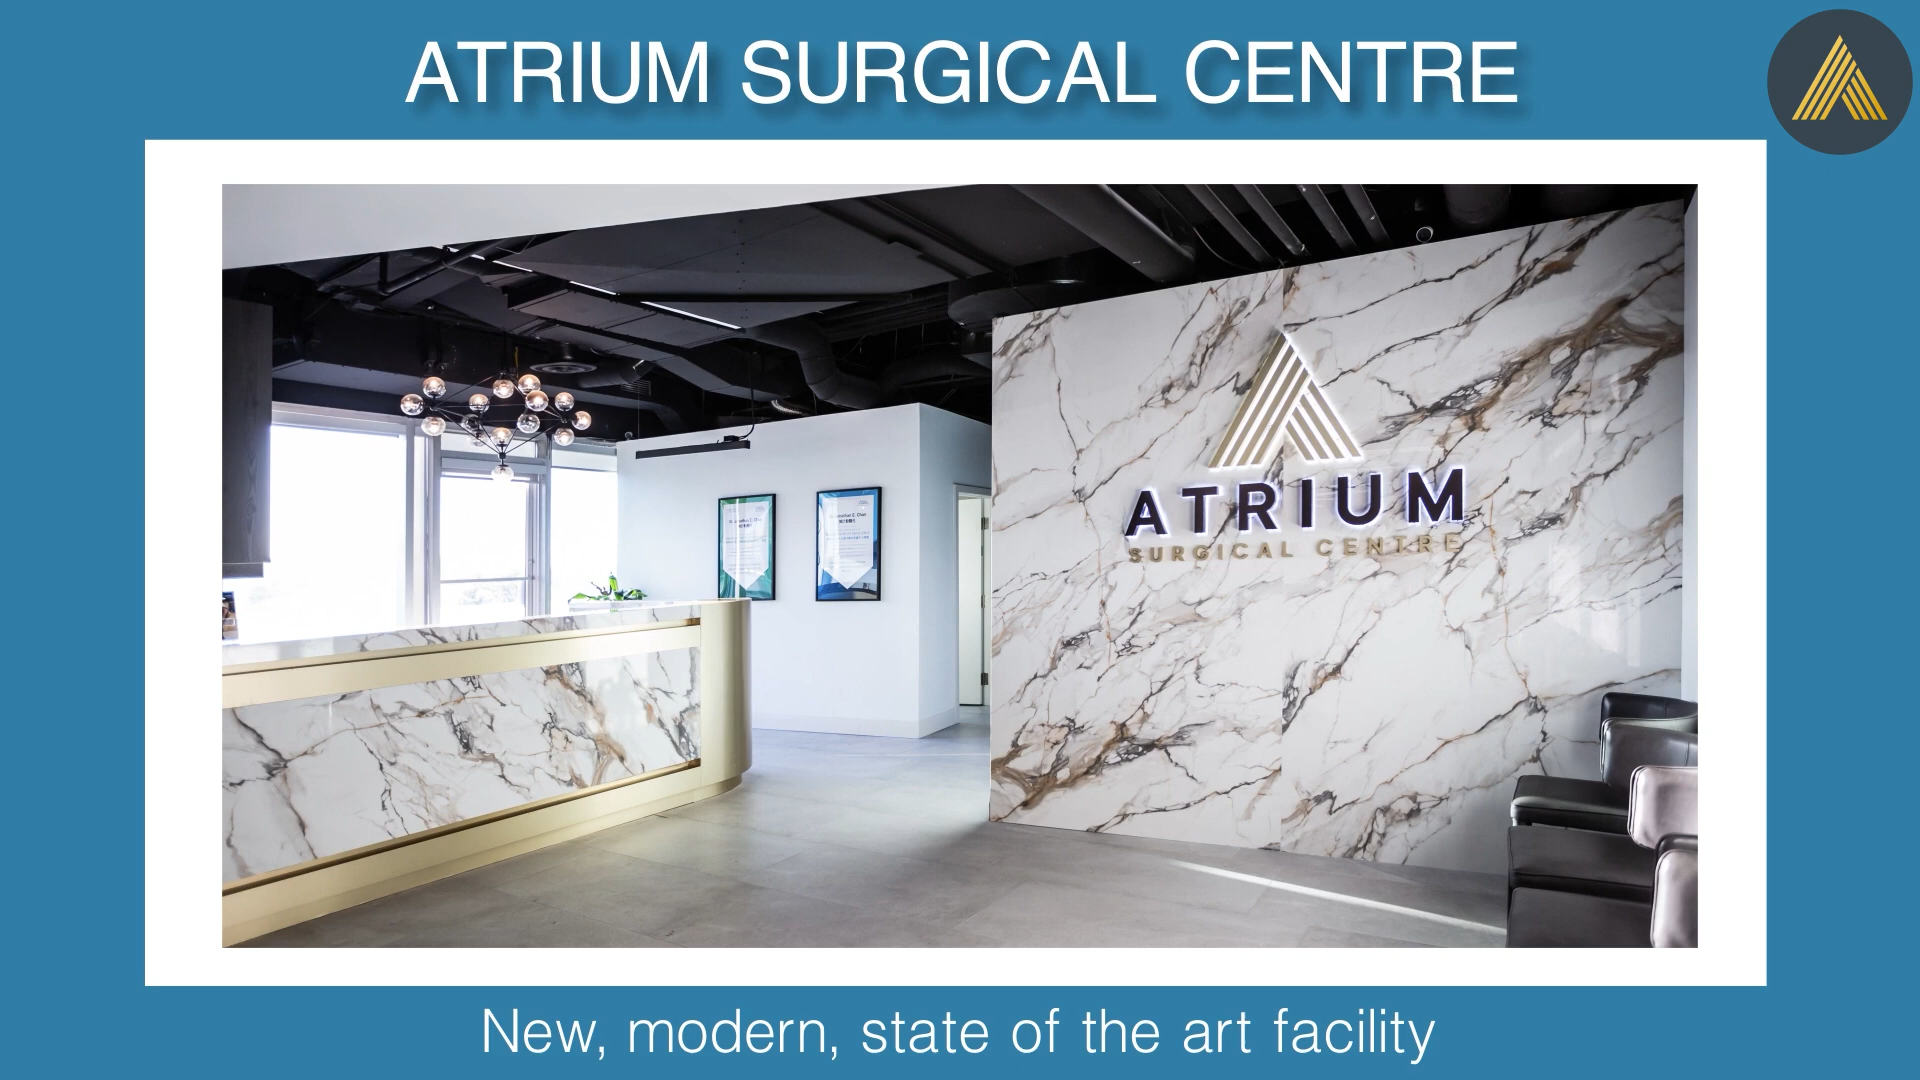 ATRIUM SURGICAL CENTRE
ATRIUM
SURGICAL CENTRE
New, modern, state of the art facility